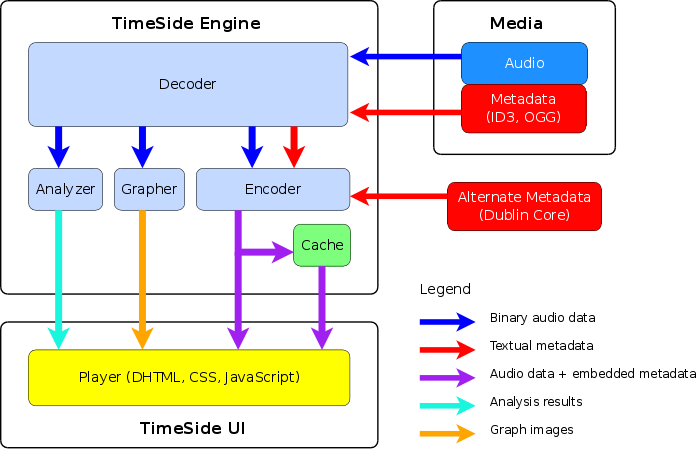 TimeSide Engine
Media
Decoder
Audio
Metadata
(ID3, OGG)
Analyzer
Grapher
Encoder
Alternate Metadata
(Dublin Core)
Cache
Legend
Binary audio data
Textual metadata
Audio data + embedded metadata
Analysis results
Graph images
Player (DHTML, CSS, JavaScript)
TimeSide UI